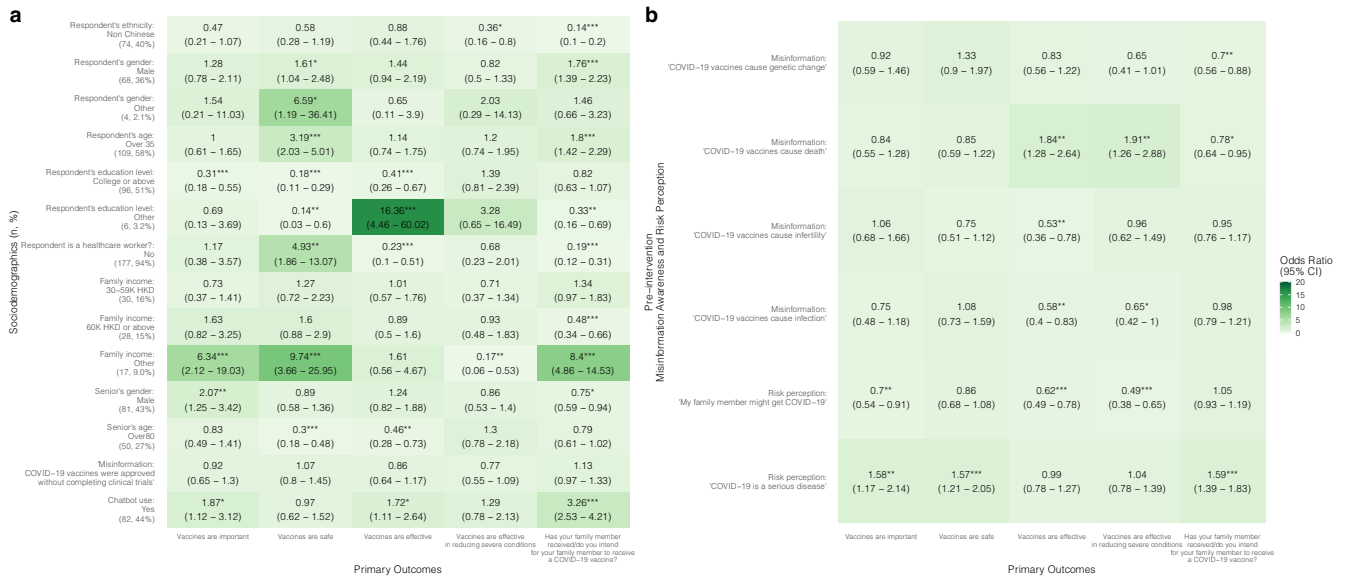 a
Sociodemographics (n, %)
Respondent's ethnicity:
Non Chinese
(74, 40%)
0.47 0.58 0.88 0.36* 0.14***
(0.21 − 1.07) (0.28 − 1.19) (0.44 − 1.76) (0.16 − 0.8) (0.1 − 0.2)
Respondent's gender:
Male
(68, 36%)
1.28 1.61* 1.44 0.82 1.76***
(0.78 − 2.11) (1.04 − 2.48) (0.94 − 2.19) (0.5 − 1.33) (1.39 − 2.23)
Respondent's gender:
Other
(4, 2.1%)
1.54 6.59* 0.65 2.03 1.46
(0.21 − 11.03) (1.19 − 36.41) (0.11 − 3.9) (0.29 − 14.13) (0.66 − 3.23)
Respondent's age:
Over 35
(109, 58%)
1 3.19*** 1.14 1.2 1.8***
(0.61 − 1.65) (2.03 − 5.01) (0.74 − 1.75) (0.74 − 1.95) (1.42 − 2.29)
Respondent's education level:
College or above
(96, 51%)
0.31*** 0.18*** 0.41*** 1.39 0.82
(0.18 − 0.55) (0.11 − 0.29) (0.26 − 0.67) (0.81 − 2.39) (0.63 − 1.07)
Respondent's education level:
Other
(6, 3.2%)
0.69 0.14** 16.36*** 3.28 0.33**
(0.13 − 3.69) (0.03 − 0.6) (4.46 − 60.02) (0.65 − 16.49) (0.16 − 0.69)
Respondent is a healthcare worker?:
No
(177, 94%)
1.17 4.93** 0.23*** 0.68 0.19***
(0.38 − 3.57) (1.86 − 13.07) (0.1 − 0.51) (0.23 − 2.01) (0.12 − 0.31)
Family income:
30−59K HKD
(30, 16%)
0.73 1.27 1.01 0.71 1.34
(0.37 − 1.41) (0.72 − 2.23) (0.57 − 1.76) (0.37 − 1.34) (0.97 − 1.83)
Family income:
60K HKD or above
(28, 15%)
1.63 1.6 0.89 0.93 0.48***
(0.82 − 3.25) (0.88 − 2.9) (0.5 − 1.6) (0.48 − 1.83) (0.34 − 0.66)
Family income:
Other
(17, 9.0%)
6.34*** 9.74*** 1.61 0.17** 8.4***
(2.12 − 19.03) (3.66 − 25.95) (0.56 − 4.67) (0.06 − 0.53) (4.86 − 14.53)
Senior's gender:
Male
(81, 43%)
2.07** 0.89 1.24 0.86 0.75*
(1.25 − 3.42) (0.58 − 1.36) (0.82 − 1.88) (0.53 − 1.4) (0.59 − 0.94)
Senior's age:
Over80
(50, 27%)
0.83 0.3*** 0.46** 1.3 0.79
(0.49 − 1.41) (0.18 − 0.48) (0.28 − 0.73) (0.78 − 2.18) (0.61 − 1.02)
'Misinformation:
COVID−19 vaccines were approved
without completing clinical trials'
0.92 1.07 0.86 0.77 1.13
(0.65 − 1.3) (0.8 − 1.45) (0.64 − 1.17) (0.55 − 1.09) (0.97 − 1.33)
Chatbot use:
Yes
(82, 44%)
1.87* 0.97 1.72* 1.29 3.26***
(1.12 − 3.12) (0.62 − 1.52) (1.11 − 2.64) (0.78 − 2.13) (2.53 − 4.21)
Vaccines are important
Vaccines are safe
Vaccines are effective
Vaccines are effective
in reducing severe conditions
Has your family member
received/do you intend
for your family member to receive
a COVID−19 vaccine?
Primary Outcomes
b
Pre−intervention
Misinformation Awareness and Risk Perception
Misinformation:
'COVID−19 vaccines cause genetic change'
0.92 1.33 0.83 0.65 0.7**
(0.59 − 1.46) (0.9 − 1.97) (0.56 − 1.22) (0.41 − 1.01) (0.56 − 0.88)
Misinformation:
'COVID−19 vaccines cause death'
0.84 0.85 1.84** 1.91** 0.78*
(0.55 − 1.28) (0.59 − 1.22) (1.28 − 2.64) (1.26 − 2.88) (0.64 − 0.95)
Misinformation:
'COVID−19 vaccines cause infertility'
1.06 0.75 0.53** 0.96 0.95
(0.68 − 1.66) (0.51 − 1.12) (0.36 − 0.78) (0.62 − 1.49) (0.76 − 1.17)
Misinformation:
'COVID−19 vaccines cause infection'
0.75 1.08 0.58** 0.65* 0.98
(0.48 − 1.18) (0.73 − 1.59) (0.4 − 0.83) (0.42 − 1) (0.79 − 1.21)
Risk perception:
'My family member might get COVID−19'
0.7** 0.86 0.62*** 0.49*** 1.05
(0.54 − 0.91) (0.68 − 1.08) (0.49 − 0.78) (0.38 − 0.65) (0.93 − 1.19)
Risk perception:
'COVID−19 is a serious disease'
1.58** 1.57*** 0.99 1.04 1.59***
(1.17 − 2.14) (1.21 − 2.05) (0.78 − 1.27) (0.78 − 1.39) (1.39 − 1.83)
Vaccines are important
Vaccines are safe
Vaccines are effective
Vaccines are effective
in reducing severe conditions
Has your family member
received/do you intend
for your family member to receive
a COVID−19 vaccine?
Primary Outcomes
Odds Ratio
(95% CI)
20
15
10
5
0